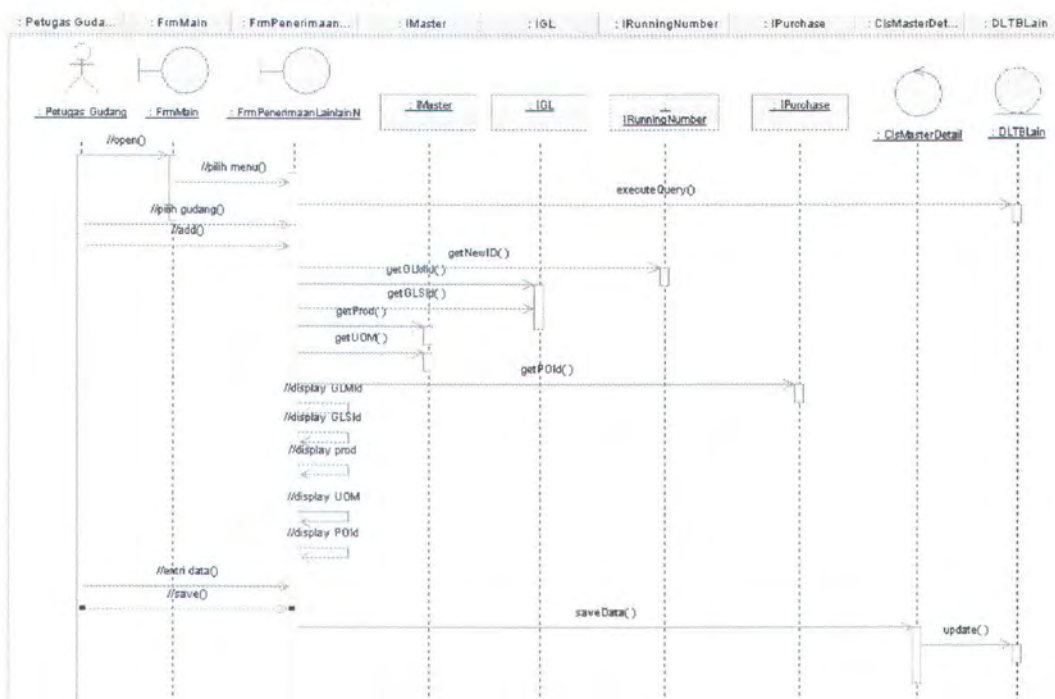 : Petugas Guda... : FrmMain : FrmPenerimaan... : IMaster : IGL : IRunningNumber : IPurchase : ClsMasterDet... : DLTBLain
: Petugas Gudang : FrmMain : FrmPenerimaanLainlainN : IMaster : IGL : IRunningNumber : IPurchase : ClsMasterDetail : DLTBLain
//open()
//pilih menu()
executeQuery()
//pilih gudang()
//add()
getNewID( )
getGLMId( )
getGLSId( )
getProd( )
getUOM( )
getPOId( )
//display GLMId
//display GLSId
//display prod
//display UOM
//display POId
//entri data()
//save()
saveData( )
update( )